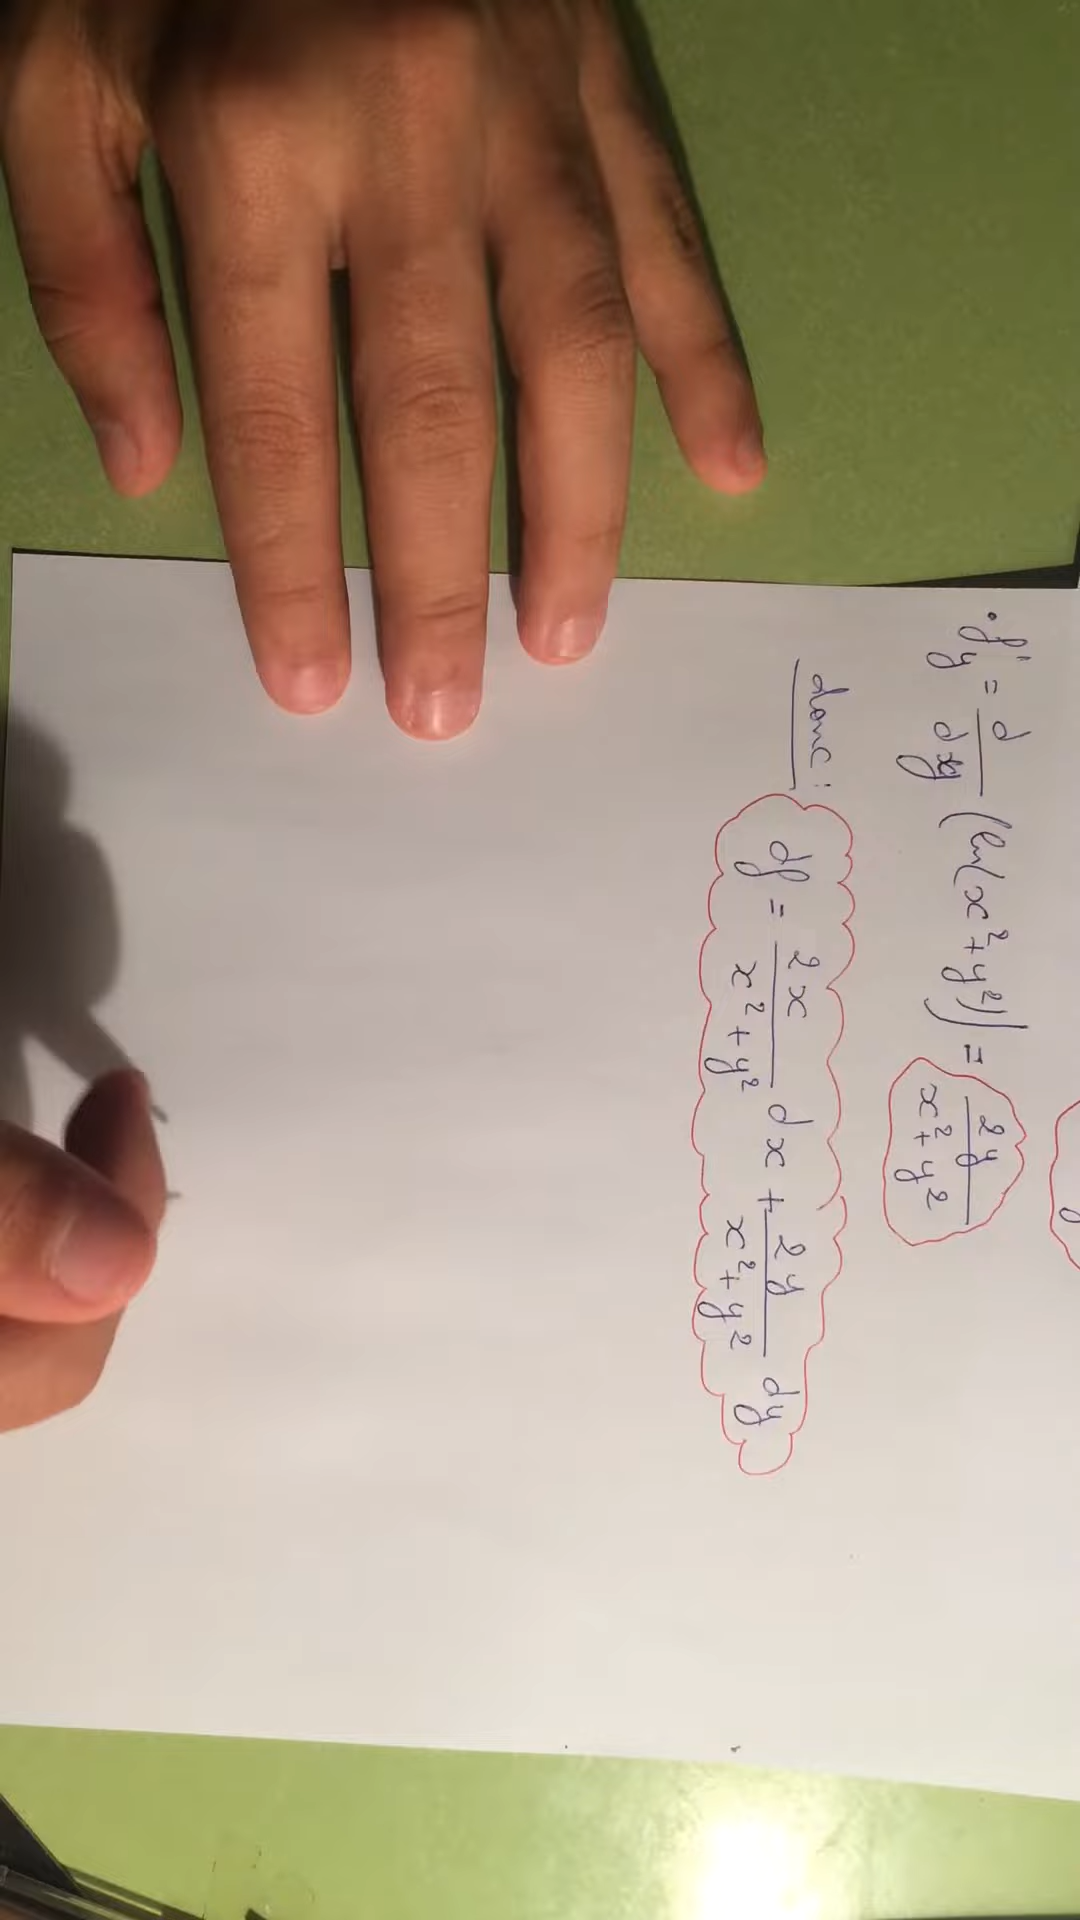 • f'y = d/dy (ln(x²+y²)) = 2y/(x²+y²)
donc : df = 2x/(x²+y²) dx + 2y/(x²+y²) dy